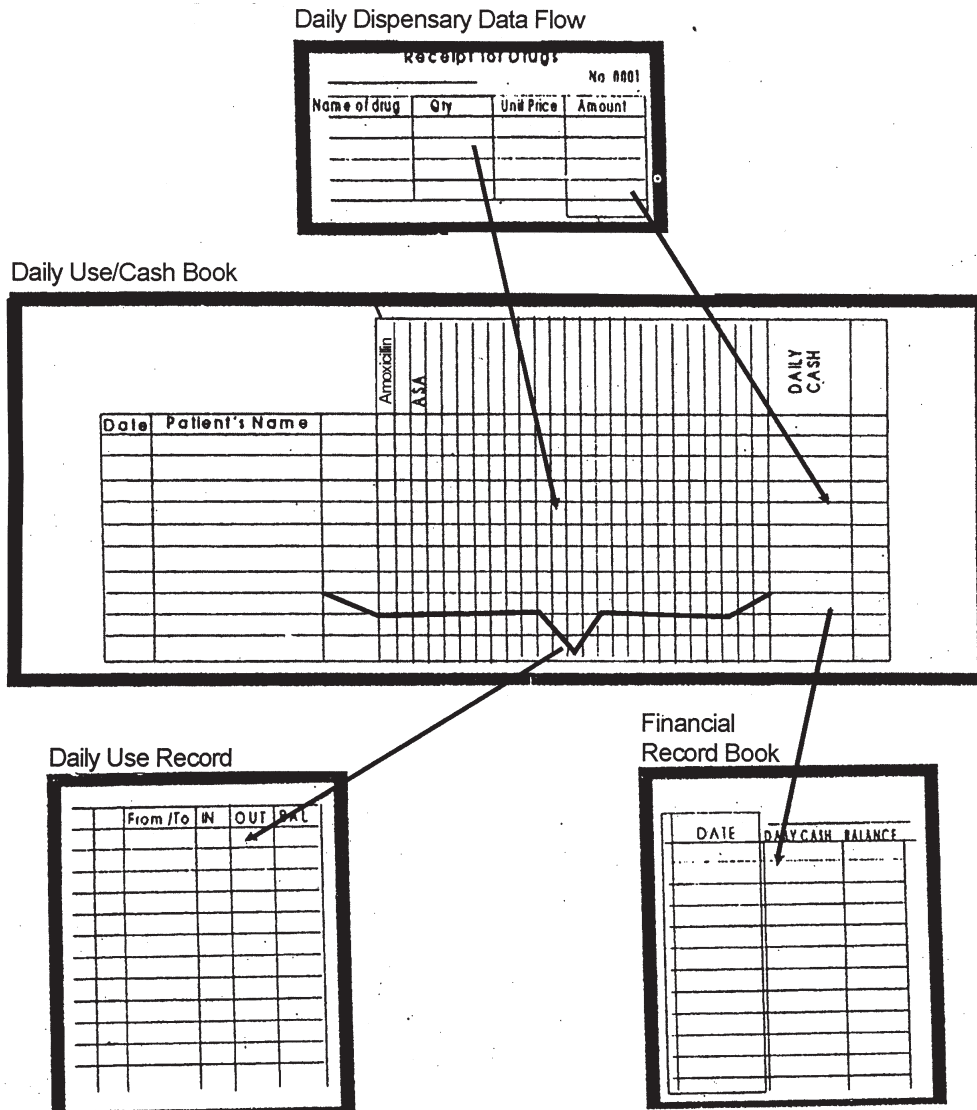 Daily Dispensary Data Flow
Receipt for Drugs
No 0001
Name of drug Qty Unit Price Amount
Daily Use/Cash Book
Amoxicillin
ASA
DAILY
CASH
Date Patient's Name
Daily Use Record
From /To IN OUT BAL
Financial
Record Book
DATE DAILY CASH BALANCE